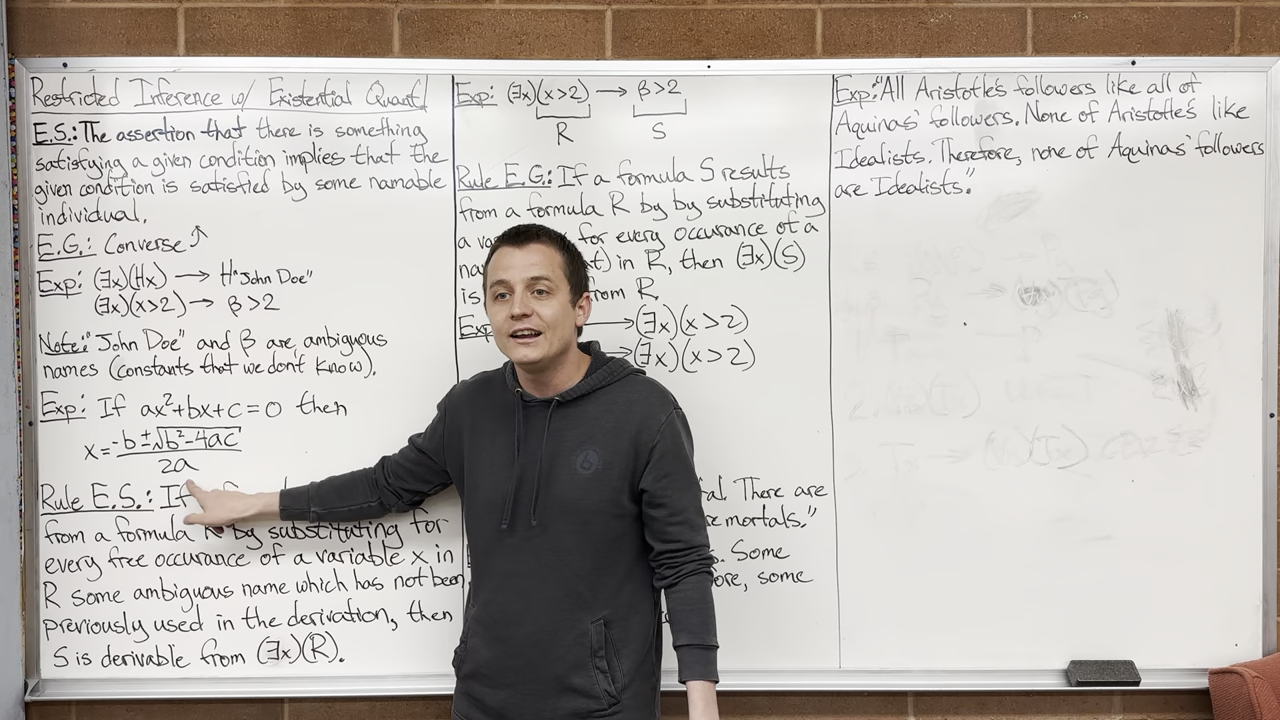 Restricted Inference w/ Existential Quant.
E.S.: The assertion that there is something
satisfying a given condition implies that the
given condition is satisfied by some namable
individual.
E.G.: Converse ↑
Exp: (∃x)(Hx) → H"John Doe"
(∃x)(x>2) → β>2
Note: "John Doe" and β are ambiguous
names (constants that we don't know).
Exp: If ax²+bx+c=0 then
x = -b±√b²-4ac
2a
Rule E.S.: If
from a formula R by substituting for
every free occurance of a variable x in
R some ambiguous name which has not been
previously used in the derivation, then
S is derivable from (∃x)(R).
Exp: (∃x)(x>2) → β>2
R S
Rule E.G.: If a formula S results
from a formula R by by substituting
a for every occurance of a
in R, then (∃x)(S)
is from R.
Exp → (∃x)(x>2)
→ (∃x)(x>2)
There are
mortals."
Some
some
Exp: "All Aristotle's followers like all of
Aquinas' followers. None of Aristotle's like
Idealists. Therefore, none of Aquinas' followers
are Idealists."